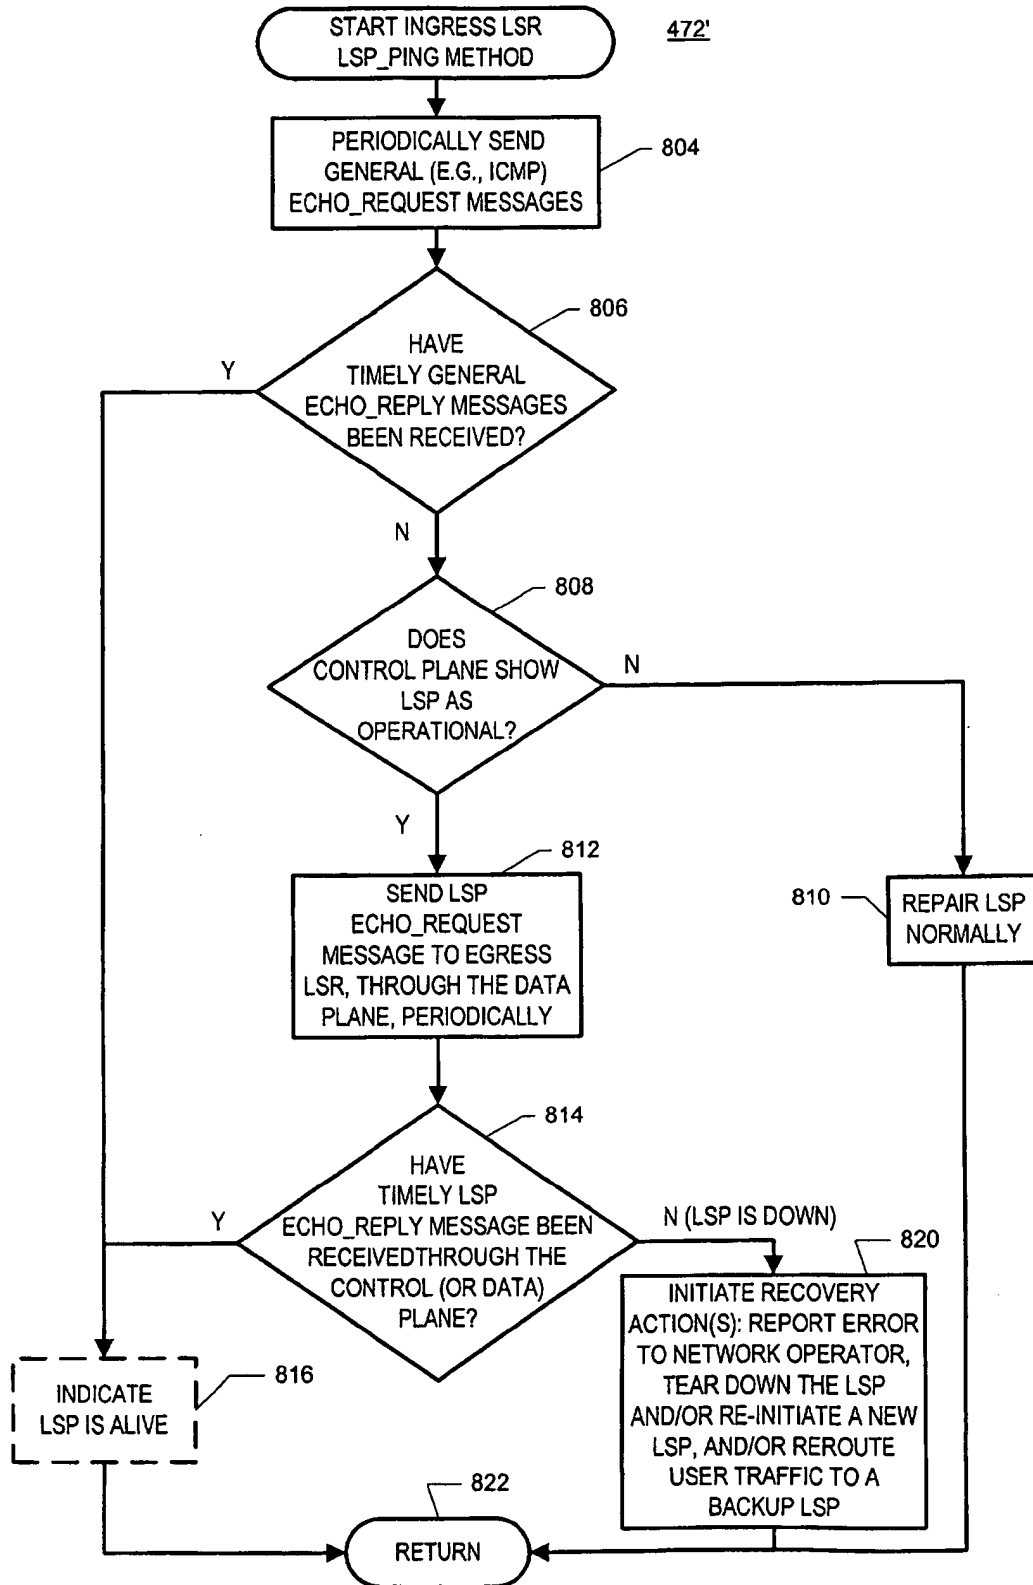 START INGRESS LSR
LSP_PING METHOD
472'
PERIODICALLY SEND
GENERAL (E.G., ICMP)
ECHO_REQUEST MESSAGES
804
806
HAVE
TIMELY GENERAL
ECHO_REPLY MESSAGES
BEEN RECEIVED?
Y
N
808
DOES
CONTROL PLANE SHOW
LSP AS
OPERATIONAL?
N
Y
812
SEND LSP
ECHO_REQUEST
MESSAGE TO EGRESS
LSR, THROUGH THE DATA
PLANE, PERIODICALLY
810
REPAIR LSP
NORMALLY
814
HAVE
TIMELY LSP
ECHO_REPLY MESSAGE BEEN
RECEIVEDTHROUGH THE
CONTROL (OR DATA)
PLANE?
Y
N (LSP IS DOWN)
820
INITIATE RECOVERY
ACTION(S): REPORT ERROR
TO NETWORK OPERATOR,
TEAR DOWN THE LSP
AND/OR RE-INITIATE A NEW
LSP, AND/OR REROUTE
USER TRAFFIC TO A
BACKUP LSP
816
INDICATE
LSP IS ALIVE
822
RETURN